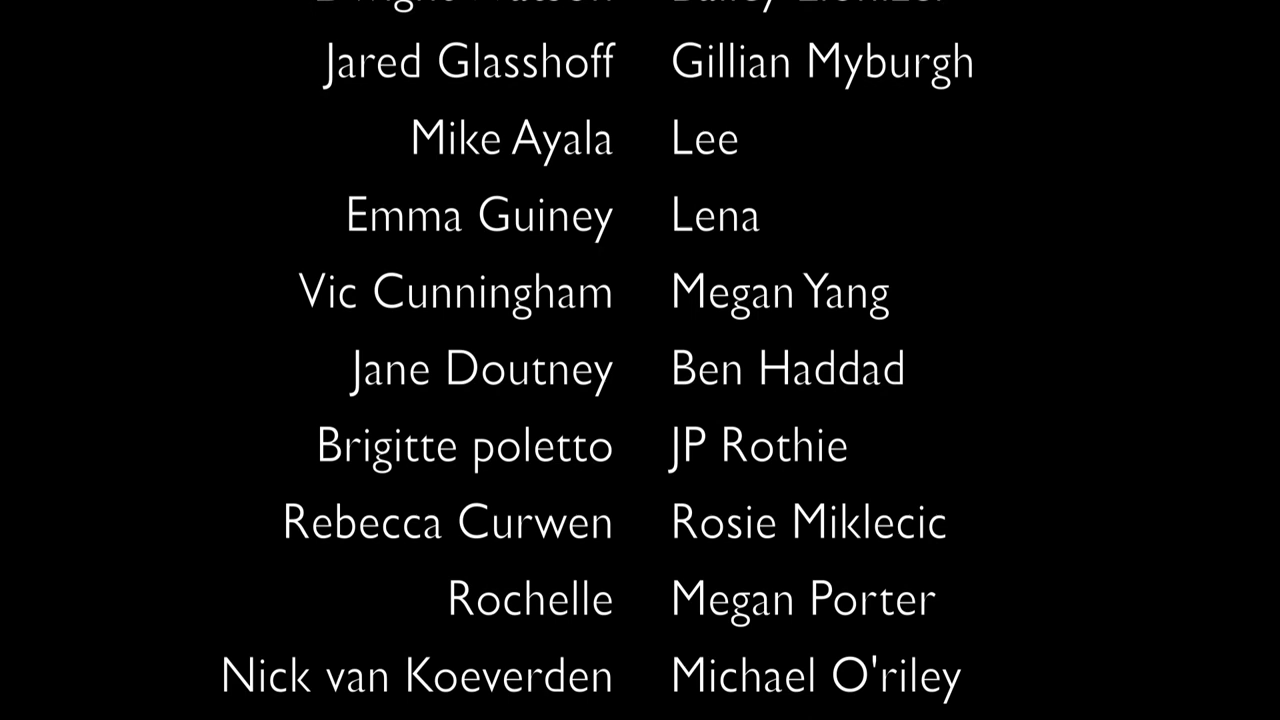 Jared Glasshoff Gillian Myburgh
Mike Ayala Lee
Emma Guiney Lena
Vic Cunningham Megan Yang
Jane Doutney Ben Haddad
Brigitte poletto JP Rothie
Rebecca Curwen Rosie Miklecic
Rochelle Megan Porter
Nick van Koeverden Michael O'riley